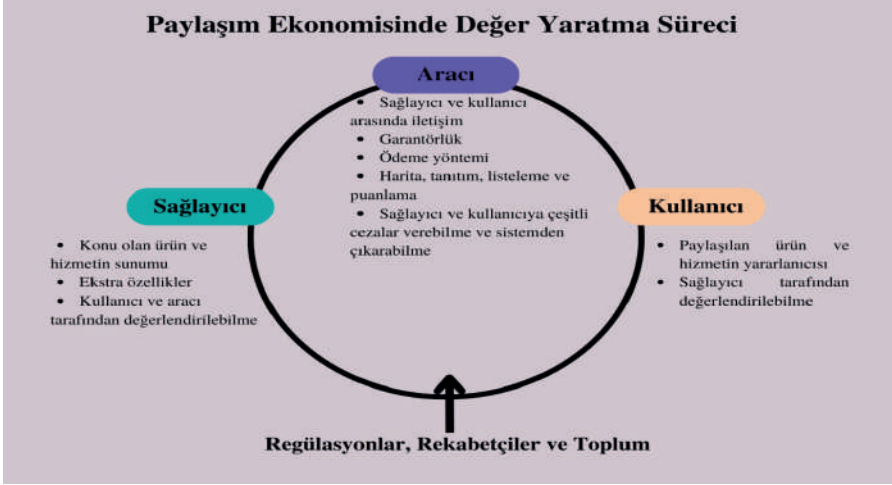 Paylaşım Ekonomisinde Değer Yaratma Süreci
Aracı
• Sağlayıcı ve kullanıcı
arasında iletişim
• Garantörlük
• Ödeme yöntemi
• Harita, tanıtım, listeleme ve
puanlama
• Sağlayıcı ve kullanıcıya çeşitli
cezalar verebilme ve sistemden
çıkarabilme
Sağlayıcı
• Konu olan ürün ve
hizmetin sunumu
• Ekstra özellikler
• Kullanıcı ve aracı
tarafından değerlendirilebilme
Kullanıcı
• Paylaşılan ürün ve
hizmetin yararlanıcısı
• Sağlayıcı tarafından
değerlendirilebilme
Regülasyonlar, Rekabetçiler ve Toplum